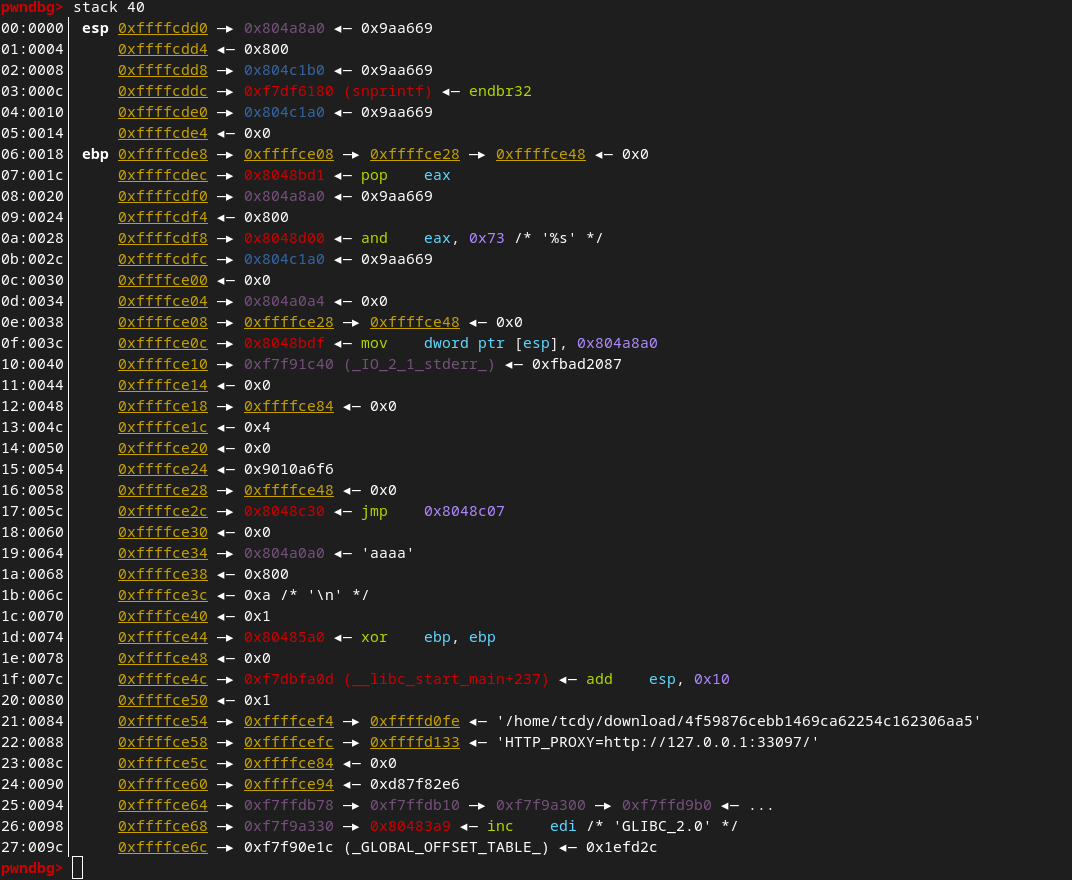 pwndbg> stack 40
00:0000│ esp 0xffffcdd0 —▸ 0x804a8a0 ◂— 0x9aa669
01:0004│     0xffffcdd4 ◂— 0x800
02:0008│     0xffffcdd8 —▸ 0x804c1b0 ◂— 0x9aa669
03:000c│     0xffffcddc —▸ 0xf7df6180 (snprintf) ◂— endbr32
04:0010│     0xffffcde0 —▸ 0x804c1a0 ◂— 0x9aa669
05:0014│     0xffffcde4 ◂— 0x0
06:0018│ ebp 0xffffcde8 —▸ 0xffffce08 —▸ 0xffffce28 —▸ 0xffffce48 ◂— 0x0
07:001c│     0xffffcdec —▸ 0x8048bd1 ◂— pop    eax
08:0020│     0xffffcdf0 —▸ 0x804a8a0 ◂— 0x9aa669
09:0024│     0xffffcdf4 ◂— 0x800
0a:0028│     0xffffcdf8 —▸ 0x8048d00 ◂— and    eax, 0x73 /* '%s' */
0b:002c│     0xffffcdfc —▸ 0x804c1a0 ◂— 0x9aa669
0c:0030│     0xffffce00 ◂— 0x0
0d:0034│     0xffffce04 —▸ 0x804a0a4 ◂— 0x0
0e:0038│     0xffffce08 —▸ 0xffffce28 —▸ 0xffffce48 ◂— 0x0
0f:003c│     0xffffce0c —▸ 0x8048bdf ◂— mov    dword ptr [esp], 0x804a8a0
10:0040│     0xffffce10 —▸ 0xf7f91c40 (_IO_2_1_stderr_) ◂— 0xfbad2087
11:0044│     0xffffce14 ◂— 0x0
12:0048│     0xffffce18 —▸ 0xffffce84 ◂— 0x0
13:004c│     0xffffce1c ◂— 0x4
14:0050│     0xffffce20 ◂— 0x0
15:0054│     0xffffce24 ◂— 0x9010a6f6
16:0058│     0xffffce28 —▸ 0xffffce48 ◂— 0x0
17:005c│     0xffffce2c —▸ 0x8048c30 ◂— jmp    0x8048c07
18:0060│     0xffffce30 ◂— 0x0
19:0064│     0xffffce34 —▸ 0x804a0a0 ◂— 'aaaa'
1a:0068│     0xffffce38 ◂— 0x800
1b:006c│     0xffffce3c ◂— 0xa /* '\n' */
1c:0070│     0xffffce40 ◂— 0x1
1d:0074│     0xffffce44 —▸ 0x80485a0 ◂— xor    ebp, ebp
1e:0078│     0xffffce48 ◂— 0x0
1f:007c│     0xffffce4c —▸ 0xf7dbfa0d (__libc_start_main+237) ◂— add    esp, 0x10
20:0080│     0xffffce50 ◂— 0x1
21:0084│     0xffffce54 —▸ 0xffffcef4 —▸ 0xffffd0fe ◂— '/home/tcdy/download/4f59876cebb1469ca62254c162306aa5'
22:0088│     0xffffce58 —▸ 0xffffcefc —▸ 0xffffd133 ◂— 'HTTP_PROXY=http://127.0.0.1:33097/'
23:008c│     0xffffce5c —▸ 0xffffce84 ◂— 0x0
24:0090│     0xffffce60 —▸ 0xffffce94 ◂— 0xd87f82e6
25:0094│     0xffffce64 —▸ 0xf7ffdb78 —▸ 0xf7ffdb10 —▸ 0xf7f9a300 —▸ 0xf7ffd9b0 ◂— ...
26:0098│     0xffffce68 —▸ 0xf7f9a330 —▸ 0x80483a9 ◂— inc    edi /* 'GLIBC_2.0' */
27:009c│     0xffffce6c —▸ 0xf7f90e1c (_GLOBAL_OFFSET_TABLE_) ◂— 0x1efd2c
pwndbg>